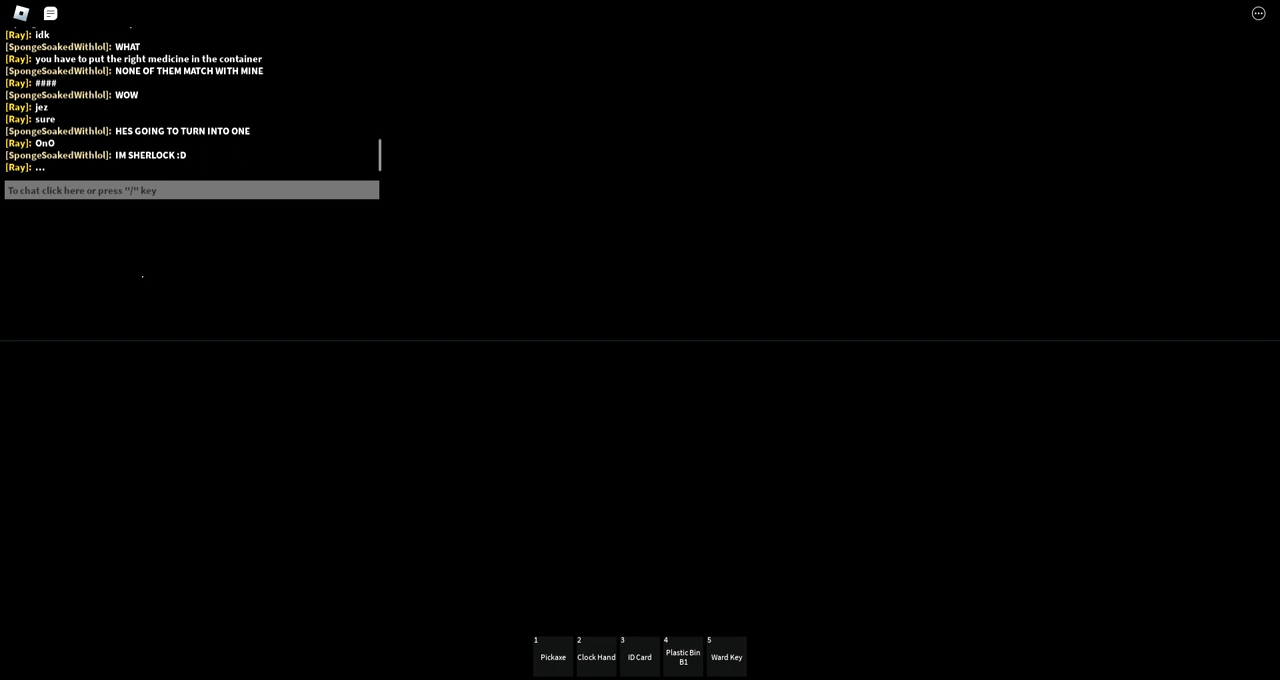 [Ray]: idk
[SpongeSoakedWithlol]: WHAT
[Ray]: you have to put the right medicine in the container
[SpongeSoakedWithlol]: NONE OF THEM MATCH WITH MINE
[Ray]: ####
[SpongeSoakedWithlol]: WOW
[Ray]: jez
[Ray]: sure
[SpongeSoakedWithlol]: HES GOING TO TURN INTO ONE
[Ray]: OnO
[SpongeSoakedWithlol]: IM SHERLOCK :D
[Ray]: ...
To chat click here or press "/" key
1
Pickaxe
2
Clock Hand
3
ID Card
4
Plastic Bin
B1
5
Ward Key